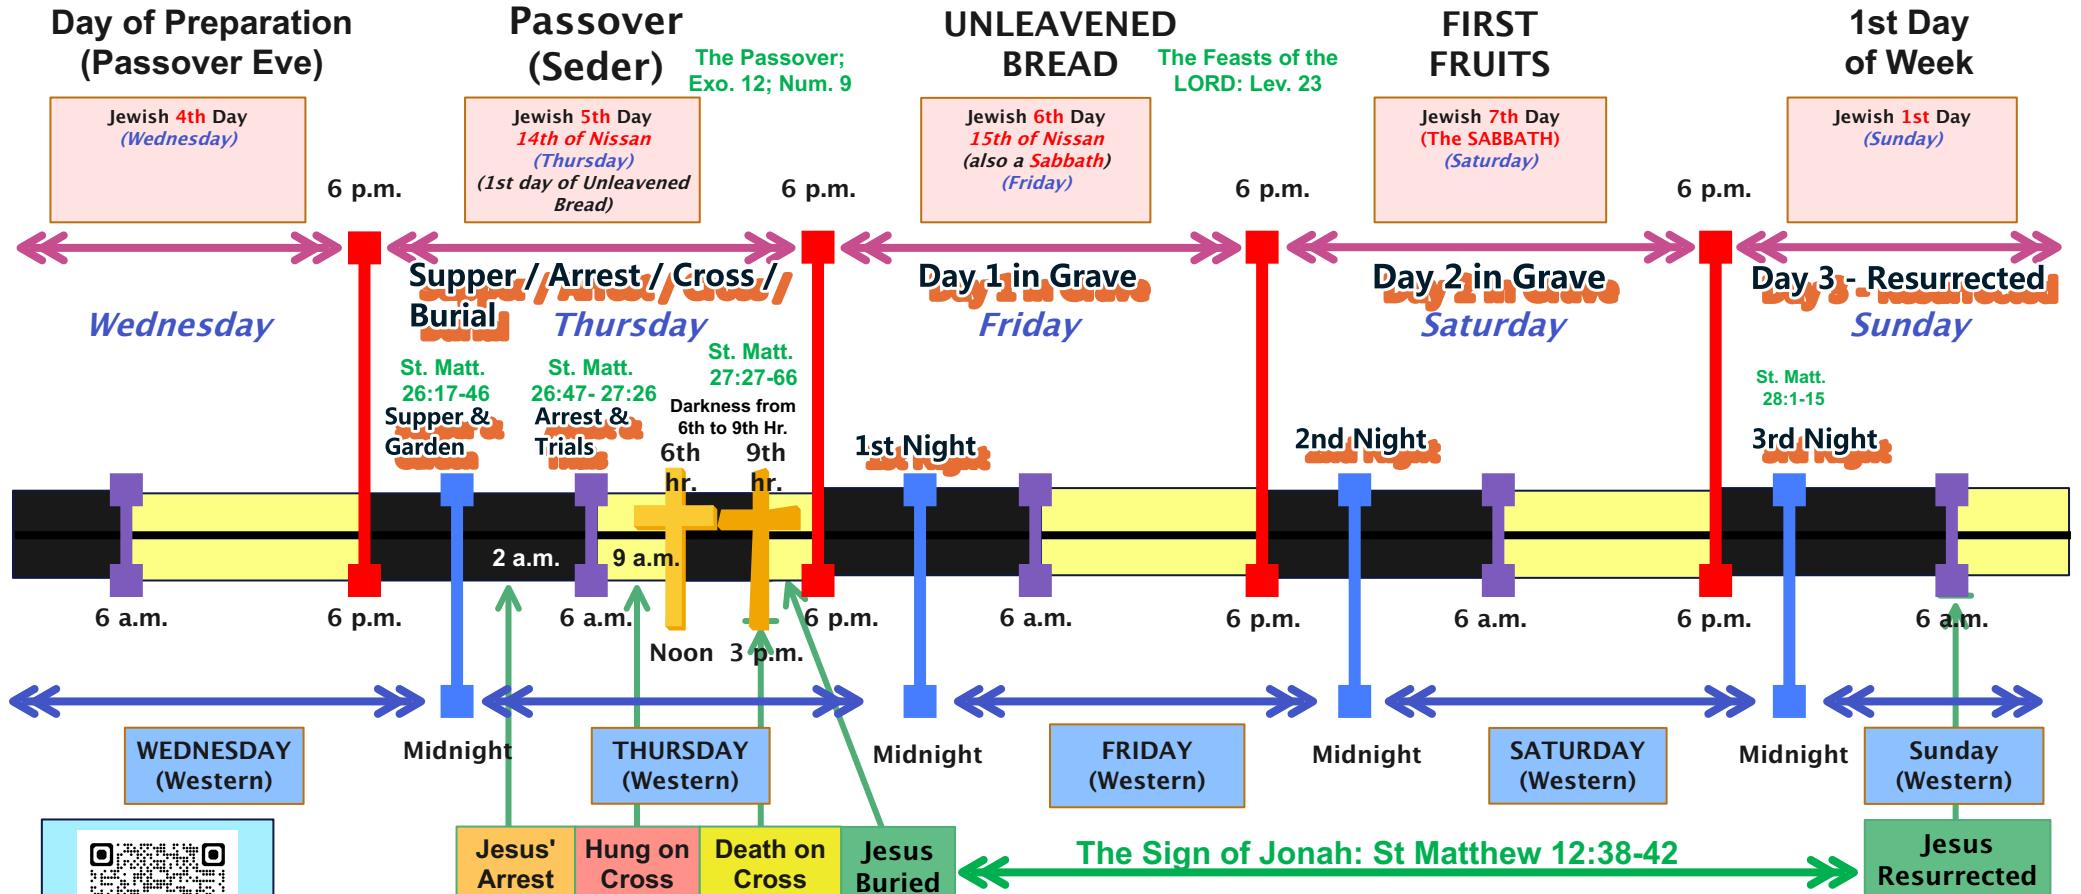 Day of Preparation
(Passover Eve)
Passover
(Seder)
The Passover;
Exo. 12; Num. 9
UNLEAVENED
BREAD
The Feasts of the
LORD: Lev. 23
FIRST
FRUITS
1st Day
of Week
Jewish 4th Day
(Wednesday)
Jewish 5th Day
14th of Nissan
(Thursday)
(1st day of Unleavened
Bread)
Jewish 6th Day
15th of Nissan
(also a Sabbath)
(Friday)
Jewish 7th Day
(The SABBATH)
(Saturday)
Jewish 1st Day
(Sunday)
6 p.m.
6 p.m.
6 p.m.
6 p.m.
Supper / Arrest / Cross /
Burial
Day 1 in Grave
Day 2 in Grave
Day 3 - Resurrected
Wednesday
Thursday
Friday
Saturday
Sunday
St. Matt.
26:17-46
Supper &
Garden
St. Matt.
26:47- 27:26
Arrest &
Trials
St. Matt.
27:27-66
Darkness from
6th to 9th Hr.
6th
hr.
9th
hr.
1st Night
2nd Night
St. Matt.
28:1-15
3rd Night
2 a.m.
9 a.m.
6 a.m.
6 p.m.
6 a.m.
6 p.m.
6 a.m.
6 p.m.
6 a.m.
6 p.m.
6 a.m.
Noon
3 p.m.
Midnight
Midnight
Midnight
Midnight
WEDNESDAY
(Western)
THURSDAY
(Western)
FRIDAY
(Western)
SATURDAY
(Western)
Sunday
(Western)
Jesus'
Arrest
Hung on
Cross
Death on
Cross
Jesus
Buried
The Sign of Jonah: St Matthew 12:38-42
Jesus
Resurrected